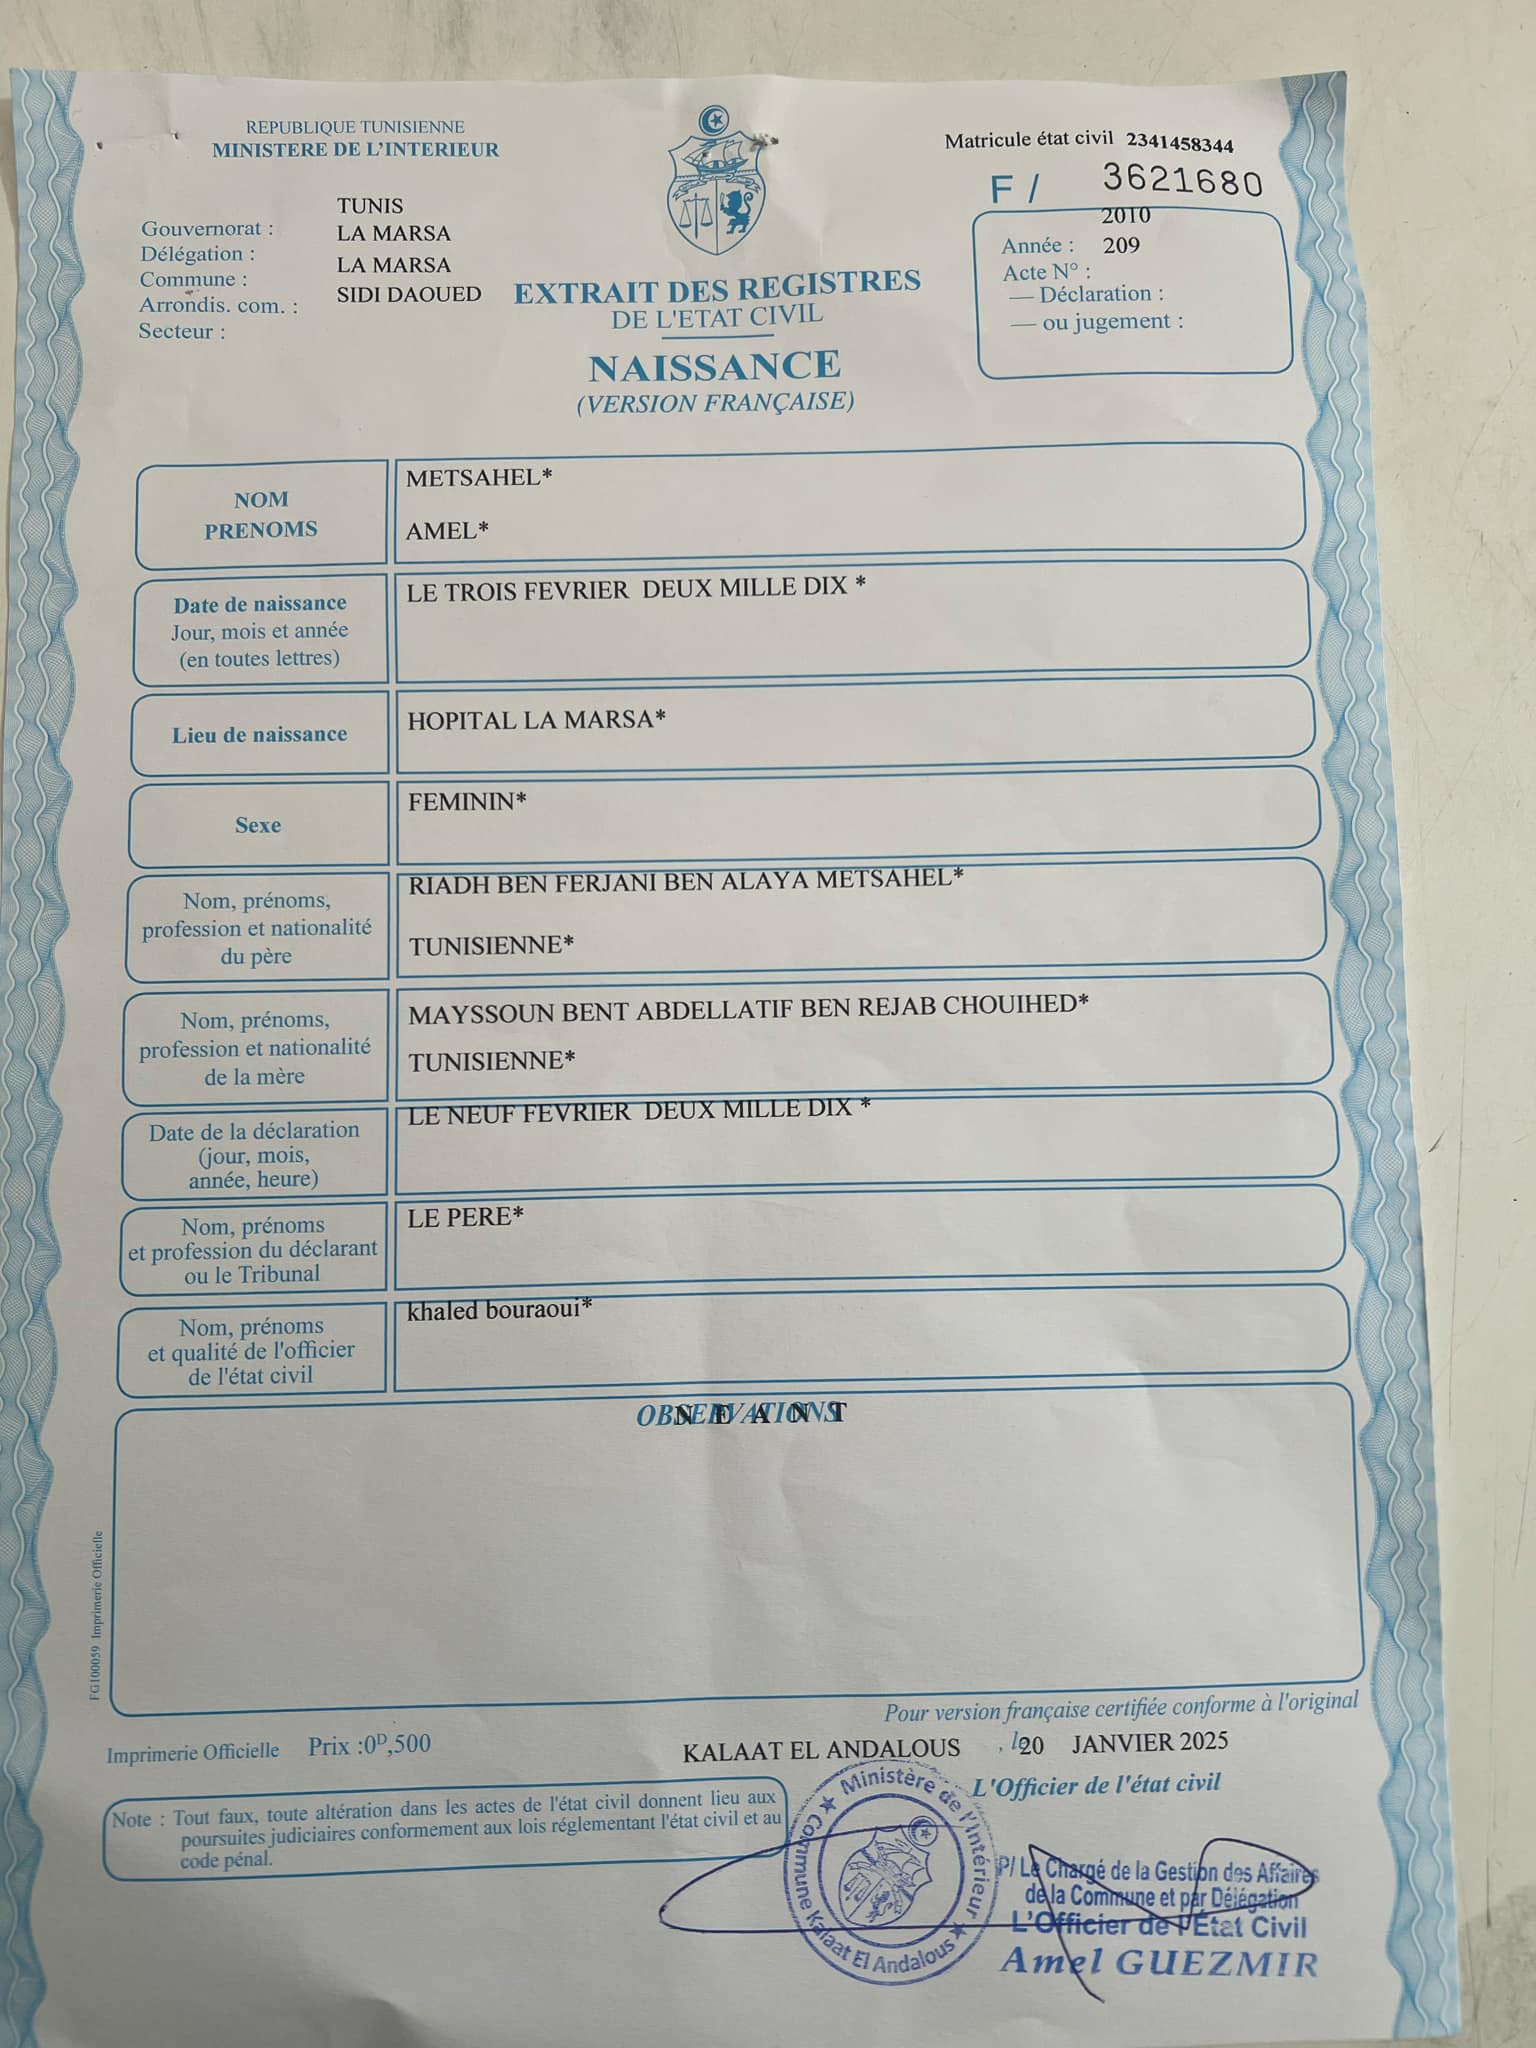 REPUBLIQUE TUNISIENNE
MINISTERE DE L'INTERIEUR
Matricule état civil 2341458344
F / 3621680
TUNIS
Gouvernorat :
LA MARSA
Délégation :
LA MARSA
Commune :
SIDI DAOUED
Arrondis. com. :
Secteur :
2010
Année : 209
Acte N° :
— Déclaration :
— ou jugement :
EXTRAIT DES REGISTRES
DE L'ETAT CIVIL
NAISSANCE
(VERSION FRANÇAISE)
NOM
PRENOMS
METSAHEL*
AMEL*
Date de naissance
Jour, mois et année
(en toutes lettres)
LE TROIS FEVRIER DEUX MILLE DIX *
Lieu de naissance
HOPITAL LA MARSA*
Sexe
FEMININ*
Nom, prénoms,
profession et nationalité
du père
RIADH BEN FERJANI BEN ALAYA METSAHEL*
TUNISIENNE*
Nom, prénoms,
profession et nationalité
de la mère
MAYSSOUN BENT ABDELLATIF BEN REJAB CHOUIHED*
TUNISIENNE*
Date de la déclaration
(jour, mois,
année, heure)
LE NEUF FEVRIER DEUX MILLE DIX *
Nom, prénoms
et profession du déclarant
ou le Tribunal
LE PERE*
Nom, prénoms
et qualité de l'officier
de l'état civil
khaled bouraoui*
OBSERVATIONS
N E A N T
FG100059 Imprimerie Officielle
Pour version française certifiée conforme à l'original
Imprimerie Officielle Prix :0ᴰ,500
KALAAT EL ANDALOUS , le 20 JANVIER 2025
L'Officier de l'état civil
Note : Tout faux, toute altération dans les actes de l'état civil donnent lieu aux
poursuites judiciaires conformement aux lois réglementant l'état civil et au
code pénal.
★ Ministère de l'Intérieur ★
Commune Kalaat El Andalous
P/ Le Chargé de la Gestion des Affaires
de la Commune et par Délégation
L'Officier de l'Etat Civil
Amel GUEZMIR